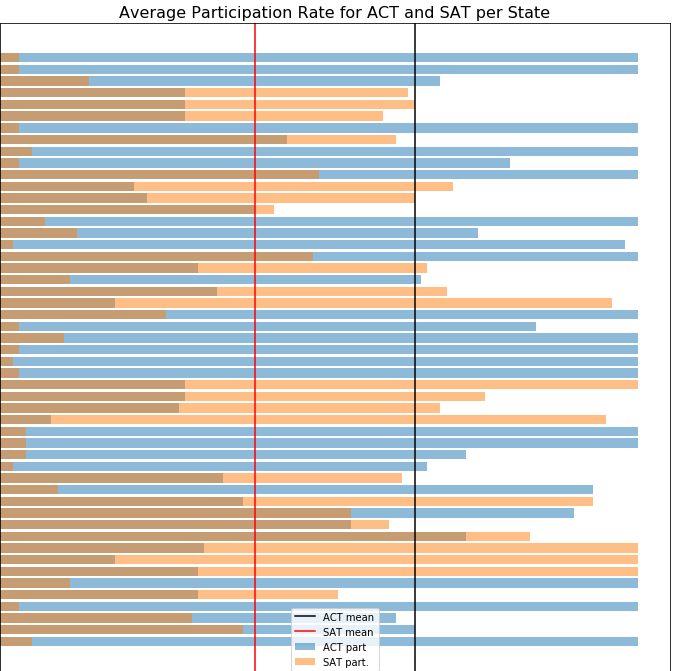 Average Participation Rate for ACT and SAT per State
ACT mean
SAT mean
ACT part
SAT part.